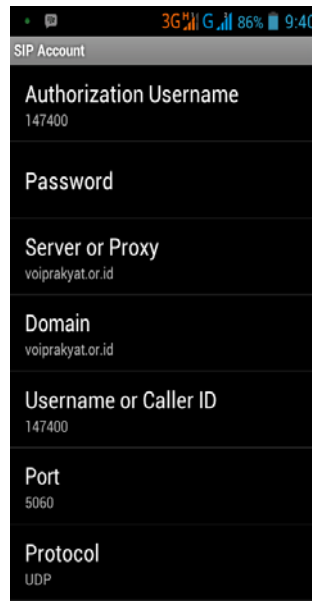 3G H G 86% 9:40
SIP Account
Authorization Username
147400
Password
Server or Proxy
voiprakyat.or.id
Domain
voiprakyat.or.id
Username or Caller ID
147400
Port
5060
Protocol
UDP